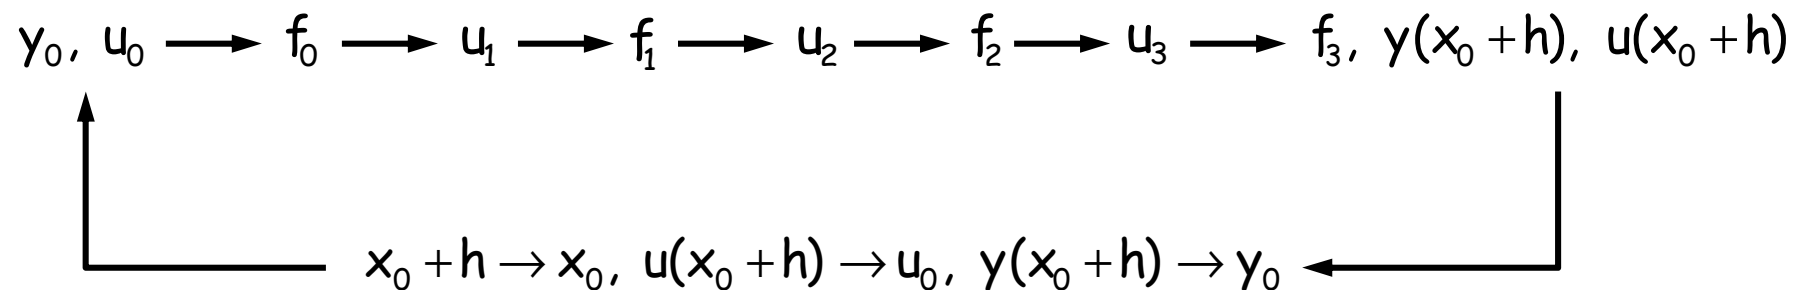 y₀, u₀ → f₀ → u₁ → f₁ → u₂ → f₂ → u₃ → f₃, y(x₀ + h), u(x₀ + h)
x₀ + h → x₀, u(x₀ + h) → u₀, y(x₀ + h) → y₀